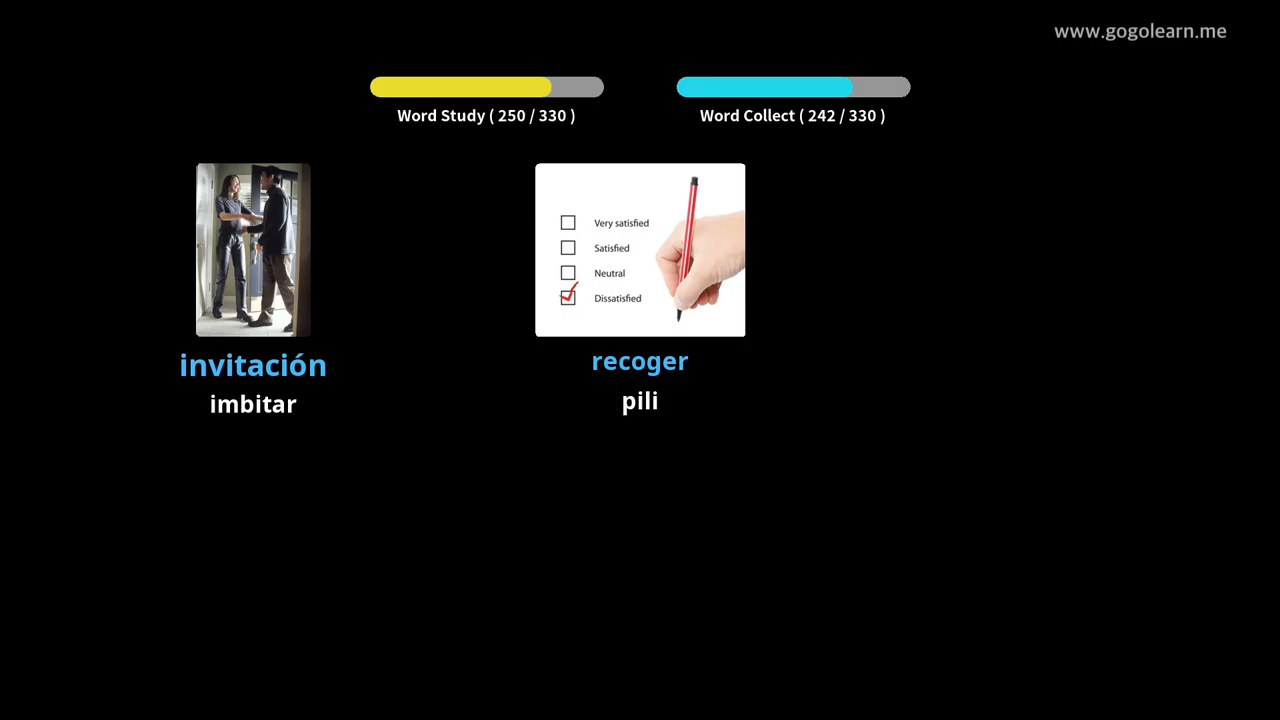 www.gogolearn.me
Word Study ( 250 / 330 )
Word Collect ( 242 / 330 )
Very satisfied
Satisfied
Neutral
Dissatisfied
invitación
imbitar
recoger
pili